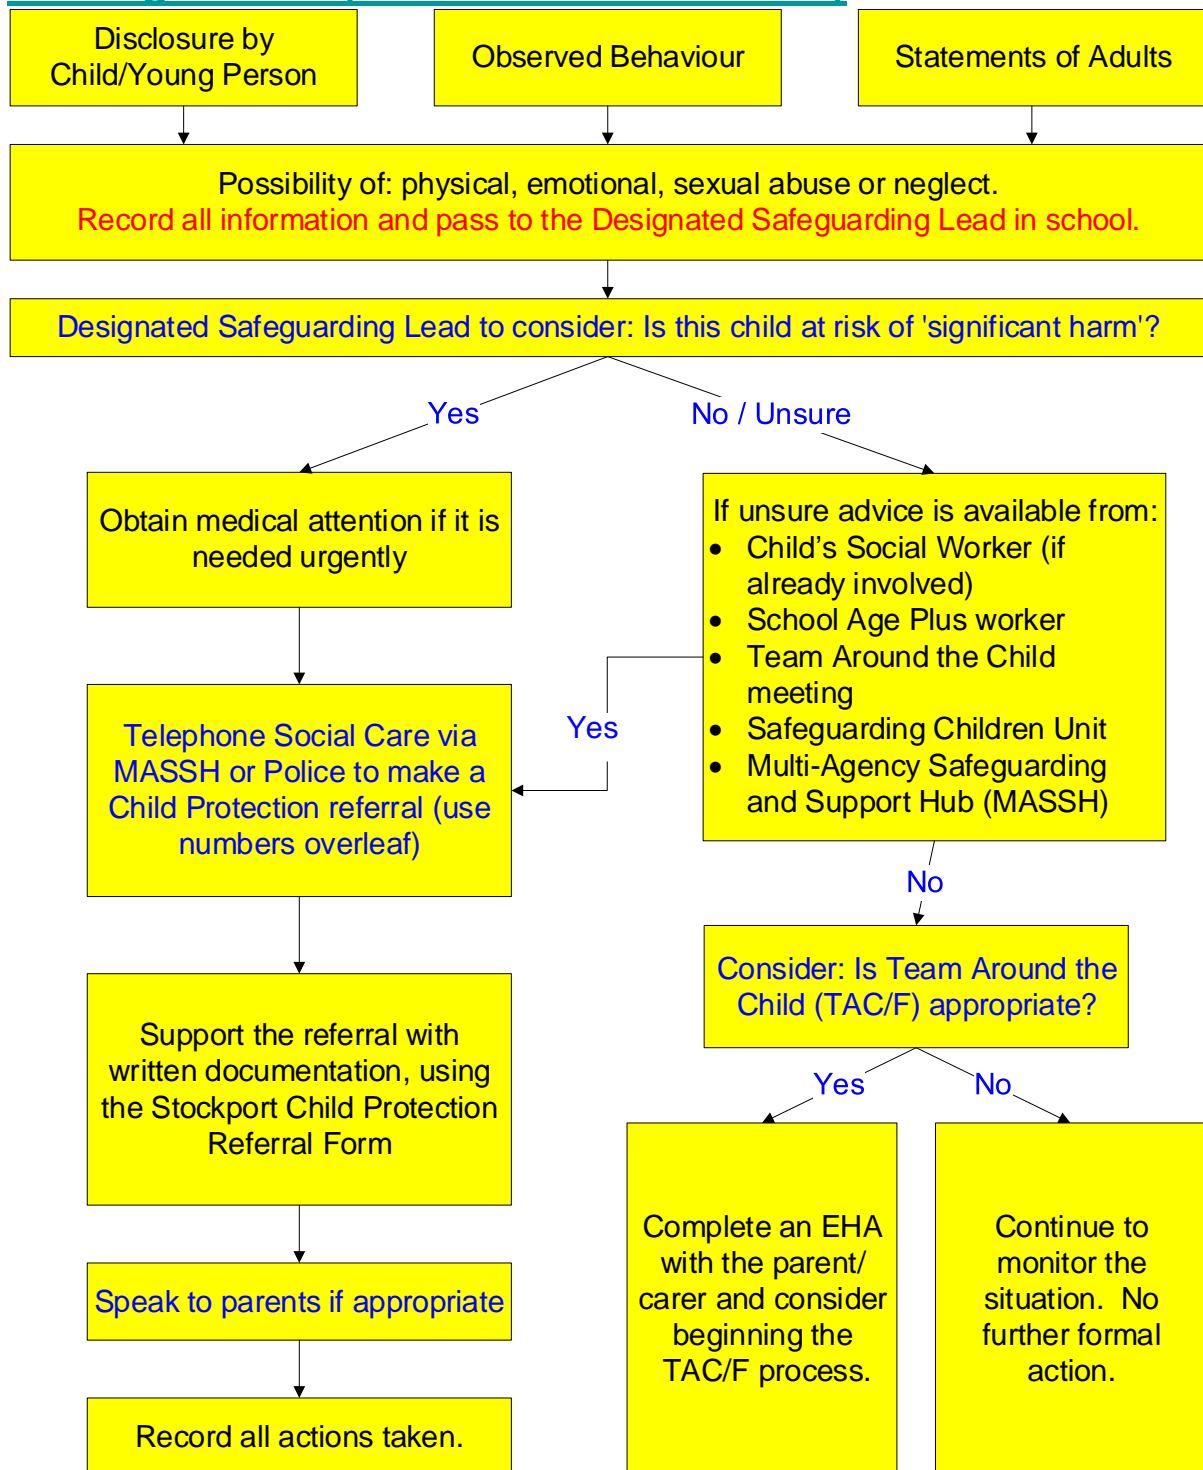 Disclosure by
Child/Young Person
Observed Behaviour
Statements of Adults
Possibility of: physical, emotional, sexual abuse or neglect.
Record all information and pass to the Designated Safeguarding Lead in school.
Designated Safeguarding Lead to consider: Is this child at risk of 'significant harm'?
Yes
No / Unsure
Obtain medical attention if it is
needed urgently
If unsure advice is available from:
• Child's Social Worker (if
already involved)
• School Age Plus worker
• Team Around the Child
meeting
• Safeguarding Children Unit
• Multi-Agency Safeguarding
and Support Hub (MASSH)
Yes
Telephone Social Care via
MASSH or Police to make a
Child Protection referral (use
numbers overleaf)
No
Consider: Is Team Around the
Child (TAC/F) appropriate?
Support the referral with
written documentation, using
the Stockport Child Protection
Referral Form
Yes
No
Complete an EHA
with the parent/
carer and consider
beginning the
TAC/F process.
Continue to
monitor the
situation.  No
further formal
action.
Speak to parents if appropriate
Record all actions taken.